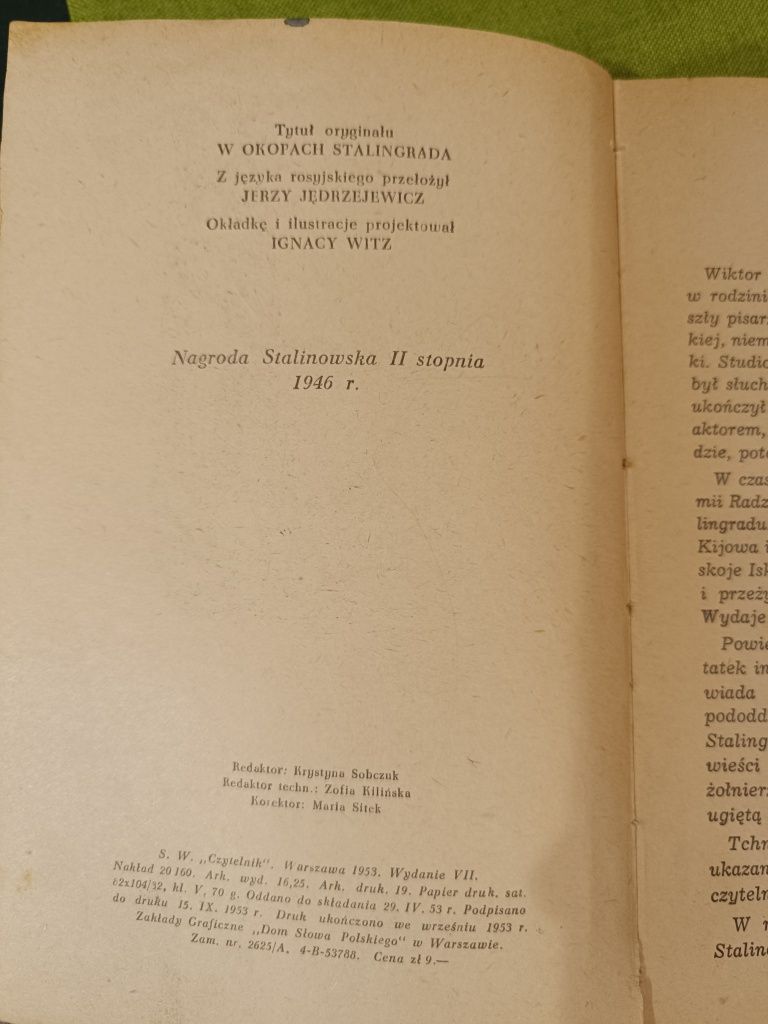 Tytuł oryginału
W OKOPACH STALINGRADA
Z języka rosyjskiego przełożył
JERZY JĘDRZEJEWICZ
Okładkę i ilustracje projektował
IGNACY WITZ
Nagroda Stalinowska II stopnia
1946 r.
Redaktor: Krystyna Sobczuk
Redaktor techn.: Zofia Kilińska
Korektor: Maria Sitek
S. W. „Czytelnik". Warszawa 1953. Wydanie VII.
Nakład 20 160. Ark. wyd. 16,25. Ark. druk. 19. Papier druk. sat.
62x104/32, kl. V, 70 g. Oddano do składania 29. IV. 53 r. Podpisano
do druku 15. IX. 1953 r. Druk ukończono we wrześniu 1953 r.
Zakłady Graficzne „Dom Słowa Polskiego" w Warszawie.
Zam. nr. 2625/A. 4-B-53788. Cena zł 9.—
Wiktor
w rodzini
szły pisar
kiej, niem
ki. Studio
był słuch
ukończył
aktorem,
dzie, pot
W czas
mii Radz
lingradu
Kijowa i
skoje Isk
i przeży
Wydaje
Powie
tatek in
wiada
pododd
Staling
wieści
żołnierz
ugiętą
Tchn
ukazan
czyteln
W r
Stalin